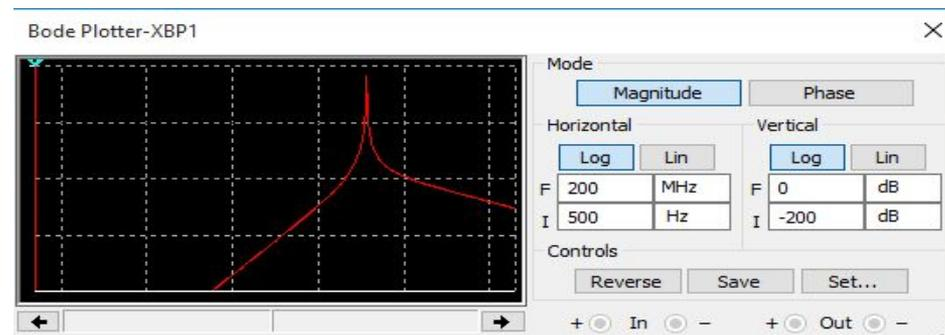 Bode Plotter-XBP1
Mode
Magnitude Phase
Horizontal Vertical
Log Lin Log Lin
F 200 MHz F 0 dB
I 500 Hz I -200 dB
Controls
Reverse Save Set...
+ In - + Out -